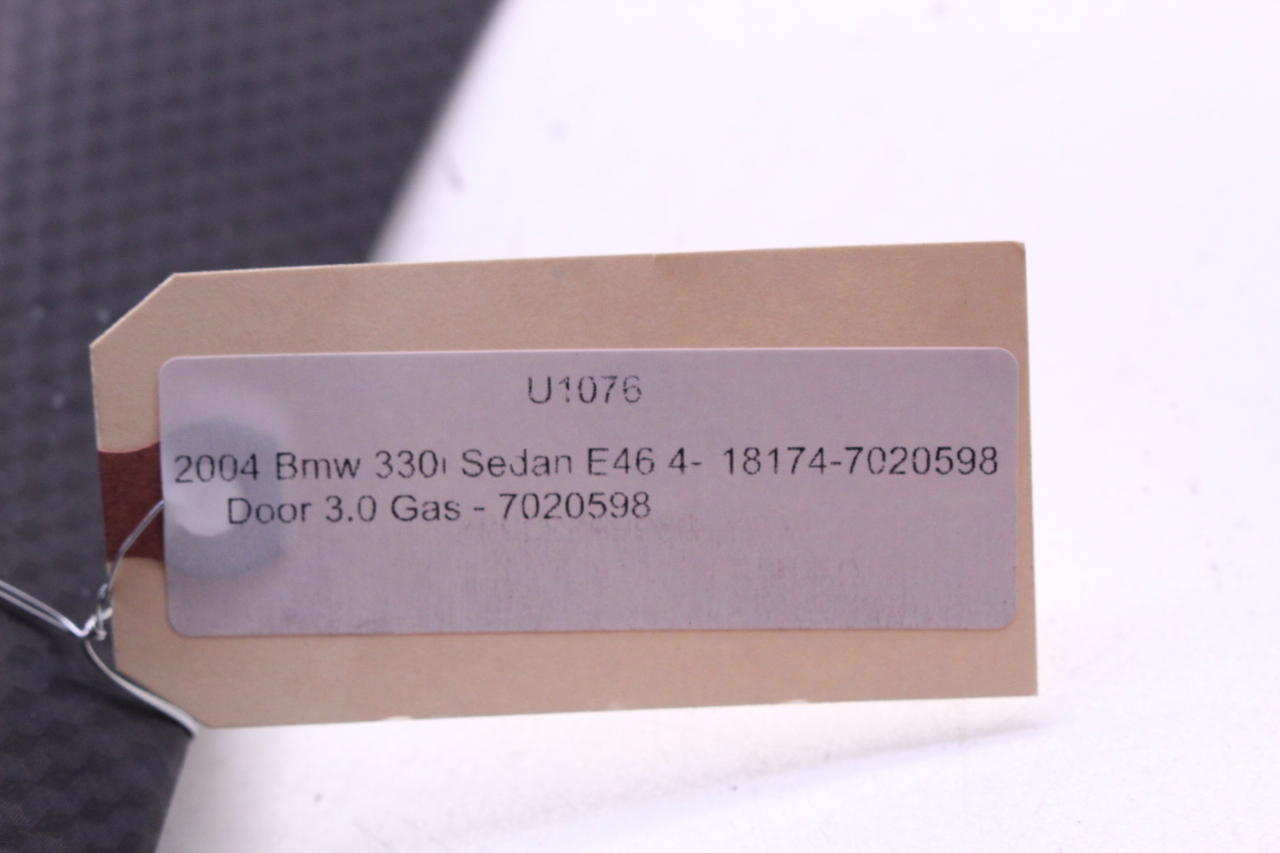 U1076
2004 Bmw 330i Sedan E46 4- 18174-7020598
Door 3.0 Gas - 7020598